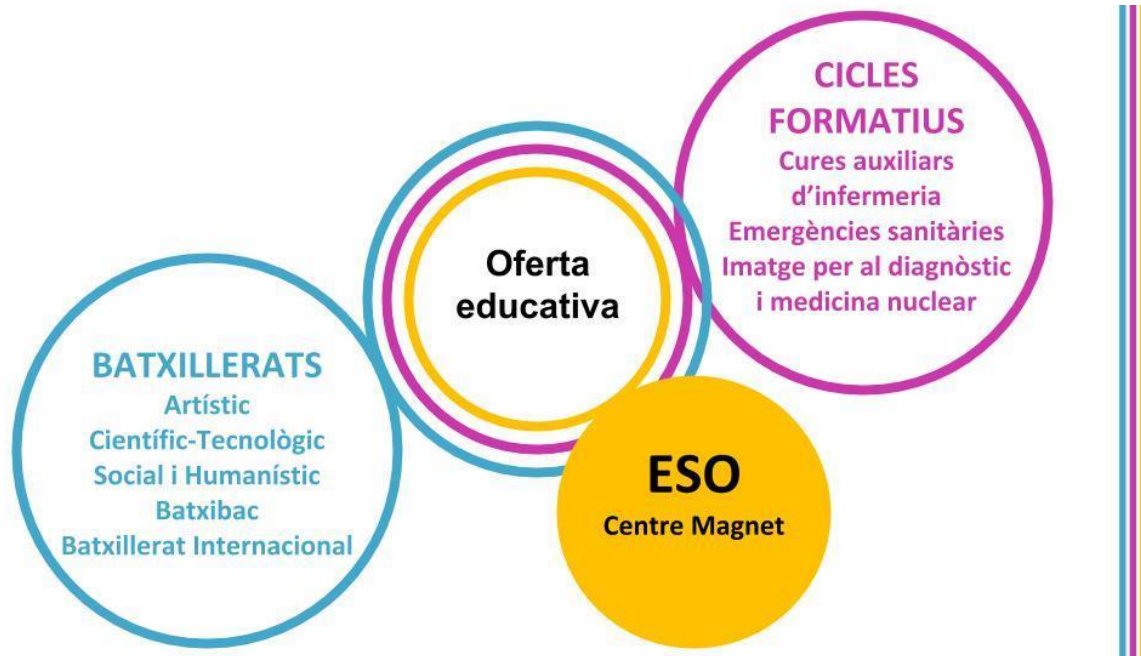 CICLES
FORMATIUS
Cures auxiliars
d’infermeria
Emergències sanitàries
Imatge per al diagnòstic
i medicina nuclear
Oferta
educativa
BATXILLERATS
Artístic
Científic-Tecnològic
Social i Humanístic
Batxibac
Batxillerat Internacional
ESO
Centre Magnet